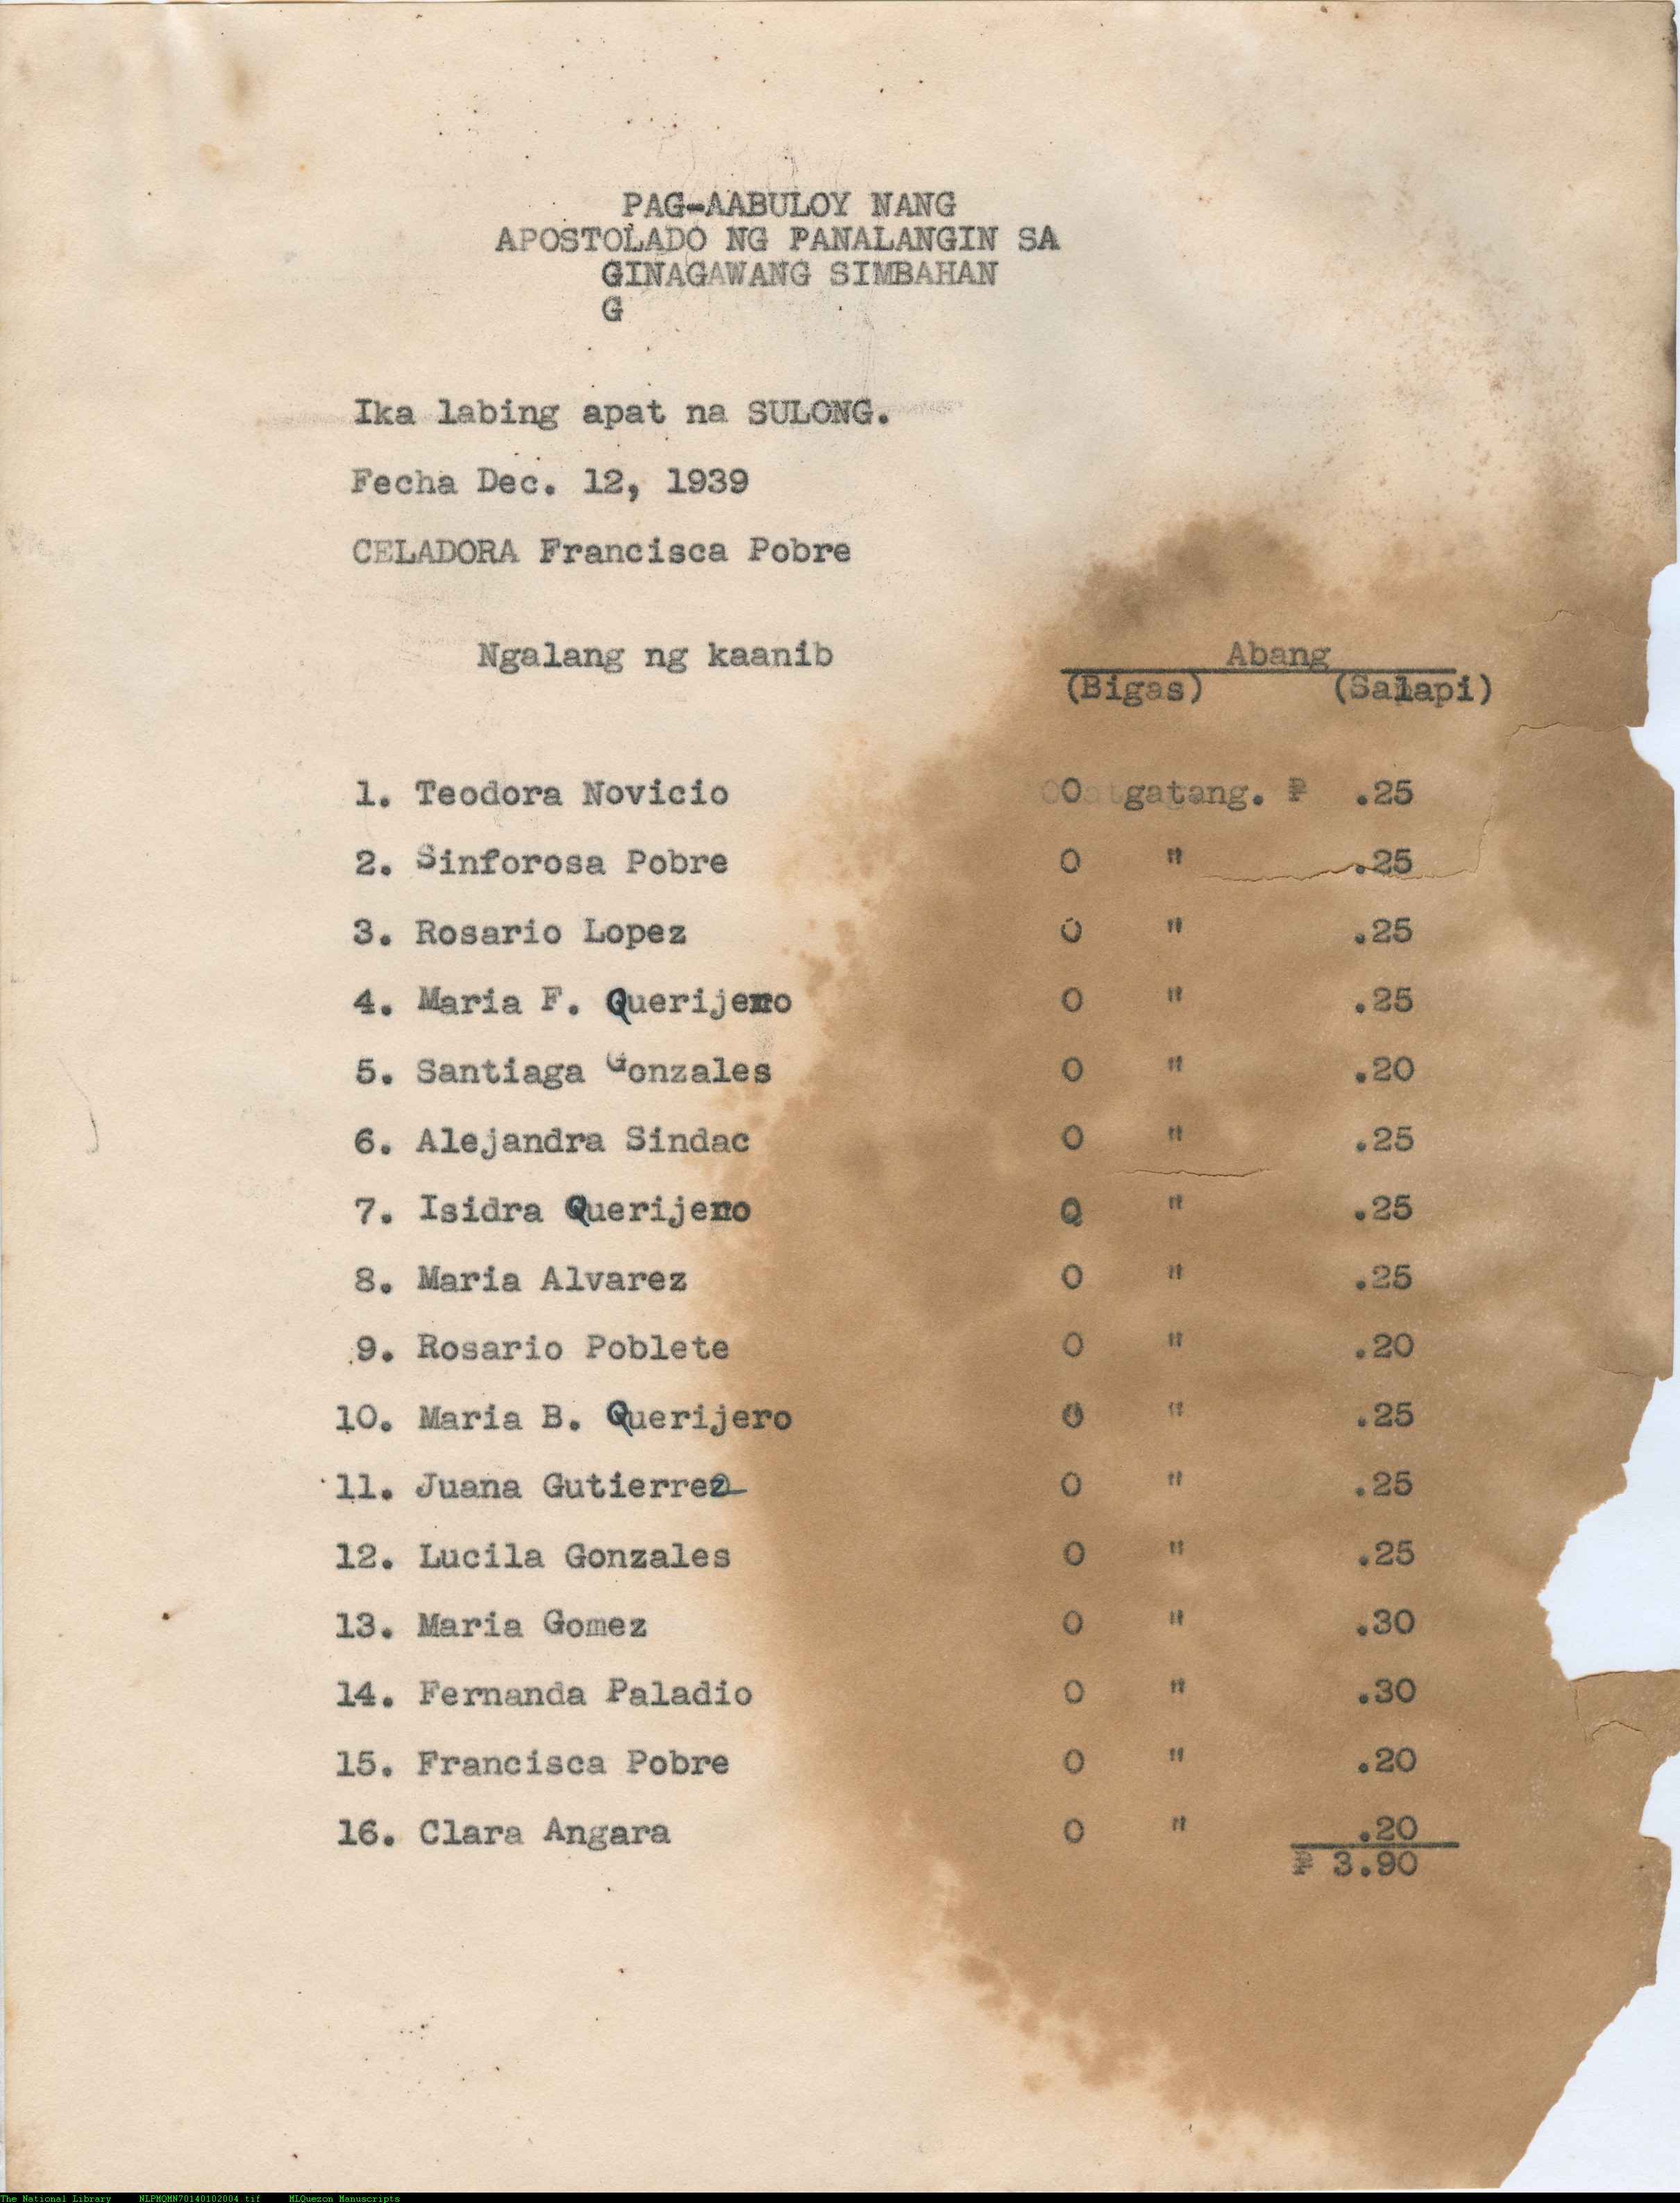 PAG-AABULOY NANG
APOSTOLADO NG PANALANGIN SA
GINAGAWANG SIMBAHAN
G
Ika labing apat na SULONG.
Fecha Dec. 12, 1939
CELADORA Francisca Pobre
Ngalang ng kaanib Abang
(Bigas) (Salapi)
1. Teodora Novicio 0 gatang. ₱ .25
2. Sinforosa Pobre 0 " .25
3. Rosario Lopez 0 " .25
4. Maria F. Querijero 0 " .25
5. Santiaga Gonzales 0 " .20
6. Alejandra Sindac 0 " .25
7. Isidra Querijero 0 " .25
8. Maria Alvarez 0 " .25
9. Rosario Poblete 0 " .20
10. Maria B. Querijero 0 " .25
11. Juana Gutierrez 0 " .25
12. Lucila Gonzales 0 " .25
13. Maria Gomez 0 " .30
14. Fernanda Paladio 0 " .30
15. Francisca Pobre 0 " .20
16. Clara Angara 0 " .20
₱ 3.90
The National Library NLPMQMN70140102004.tif MLQuezon Manuscripts